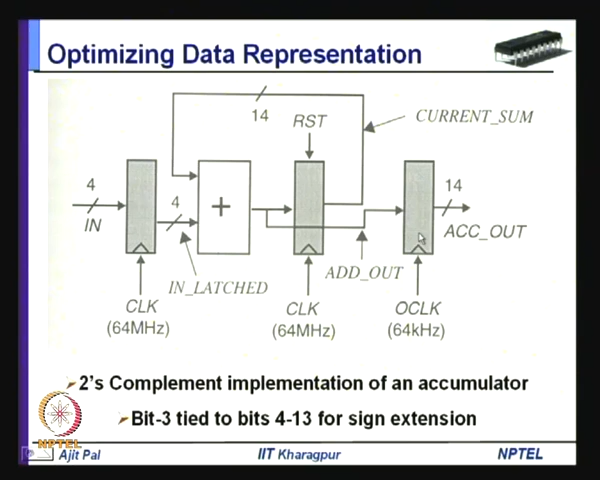 Optimizing Data Representation
14
CURRENT_SUM
RST
4
IN
4
+
14
ACC_OUT
IN_LATCHED
ADD_OUT
CLK
(64MHz)
CLK
(64MHz)
OCLK
(64kHz)
2's Complement implementation of an accumulator
Bit-3 tied to bits 4-13 for sign extension
NPTEL
Ajit Pal
IIT Kharagpur
NPTEL